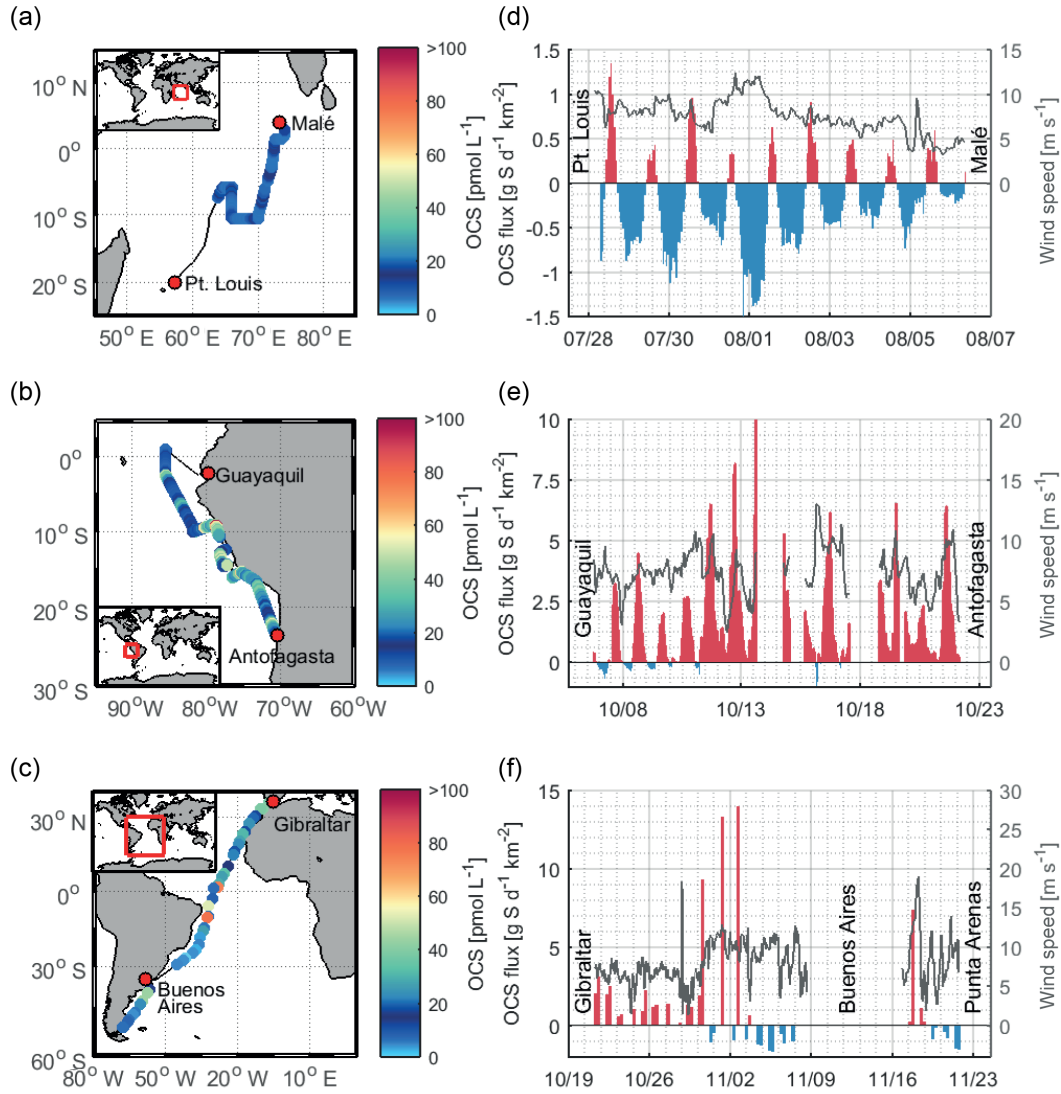 (a)
10° N
0°
10° S
20° S
50° E
60° E
70° E
80° E
Malé
Pt. Louis
>100
80
60
40
20
0
OCS [pmol L⁻¹]
(d)
1.5
1
0.5
0
-0.5
-1
-1.5
OCS flux [g S d⁻¹ km⁻²]
Pt. Louis
Malé
15
10
5
0
Wind speed [m s⁻¹]
07/28
07/30
08/01
08/03
08/05
08/07
(b)
0°
10° S
20° S
30° S
90°W
80°W
70°W
60°W
Guayaquil
Antofagasta
>100
80
60
40
20
0
OCS [pmol L⁻¹]
(e)
10
7.5
5
2.5
0
OCS flux [g S d⁻¹ km⁻²]
Guayaquil
Antofagasta
20
15
10
5
0
Wind speed [m s⁻¹]
10/08
10/13
10/18
10/23
(c)
30° N
0°
30° S
60° S
80° W
50° W
20° W
10° E
Gibraltar
Buenos
Aires
>100
80
60
40
20
0
OCS [pmol L⁻¹]
(f)
15
10
5
0
OCS flux [g S d⁻¹ km⁻²]
Gibraltar
Buenos Aires
Punta Arenas
30
25
20
15
10
5
0
Wind speed [m s⁻¹]
10/19
10/26
11/02
11/09
11/16
11/23